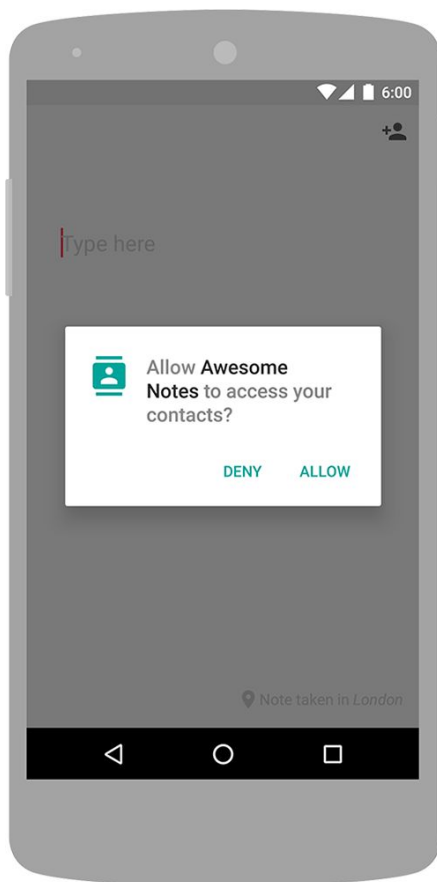 6:00
Type here
Allow Awesome
Notes to access your
contacts?
DENY ALLOW
Note taken in London